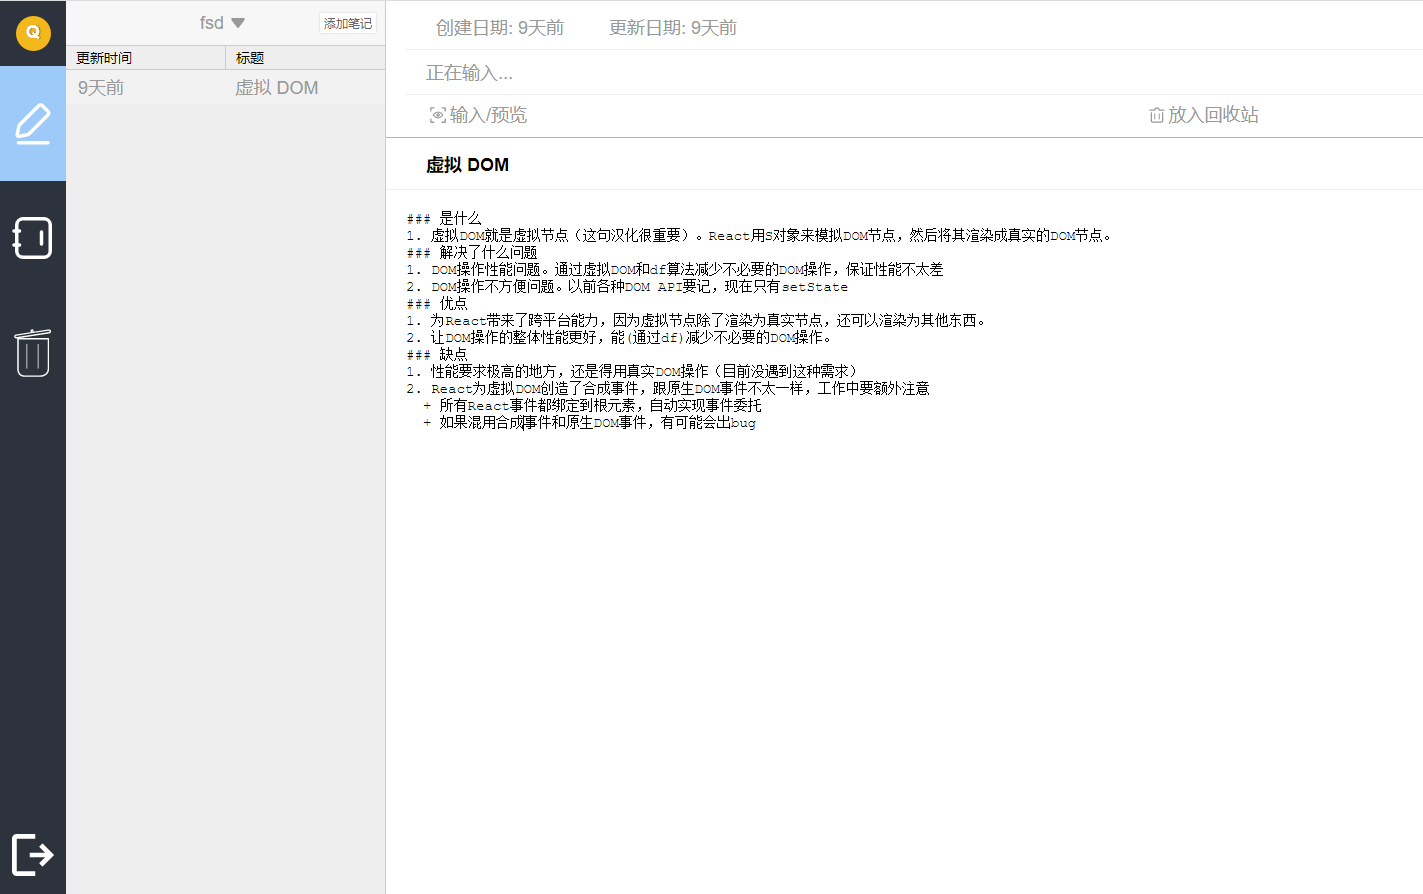 Q
fsd
添加笔记
更新时间 标题
9天前 虚拟 DOM
创建日期: 9天前 更新日期: 9天前
正在输入...
输入/预览 放入回收站
虚拟 DOM
### 是什么
1. 虚拟DOM就是虚拟节点（这句汉化很重要）。React用S对象来模拟DOM节点，然后将其渲染成真实的DOM节点。
### 解决了什么问题
1. DOM操作性能问题。通过虚拟DOM和df算法减少不必要的DOM操作，保证性能不太差
2. DOM操作不方便问题。以前各种DOM API要记，现在只有setState
### 优点
1. 为React带来了跨平台能力，因为虚拟节点除了渲染为真实节点，还可以渲染为其他东西。
2. 让DOM操作的整体性能更好，能(通过df)减少不必要的DOM操作。
### 缺点
1. 性能要求极高的地方，还是得用真实DOM操作（目前没遇到这种需求）
2. React为虚拟DOM创造了合成事件，跟原生DOM事件不太一样，工作中要额外注意
+ 所有React事件都绑定到根元素，自动实现事件委托
+ 如果混用合成事件和原生DOM事件，有可能会出bug